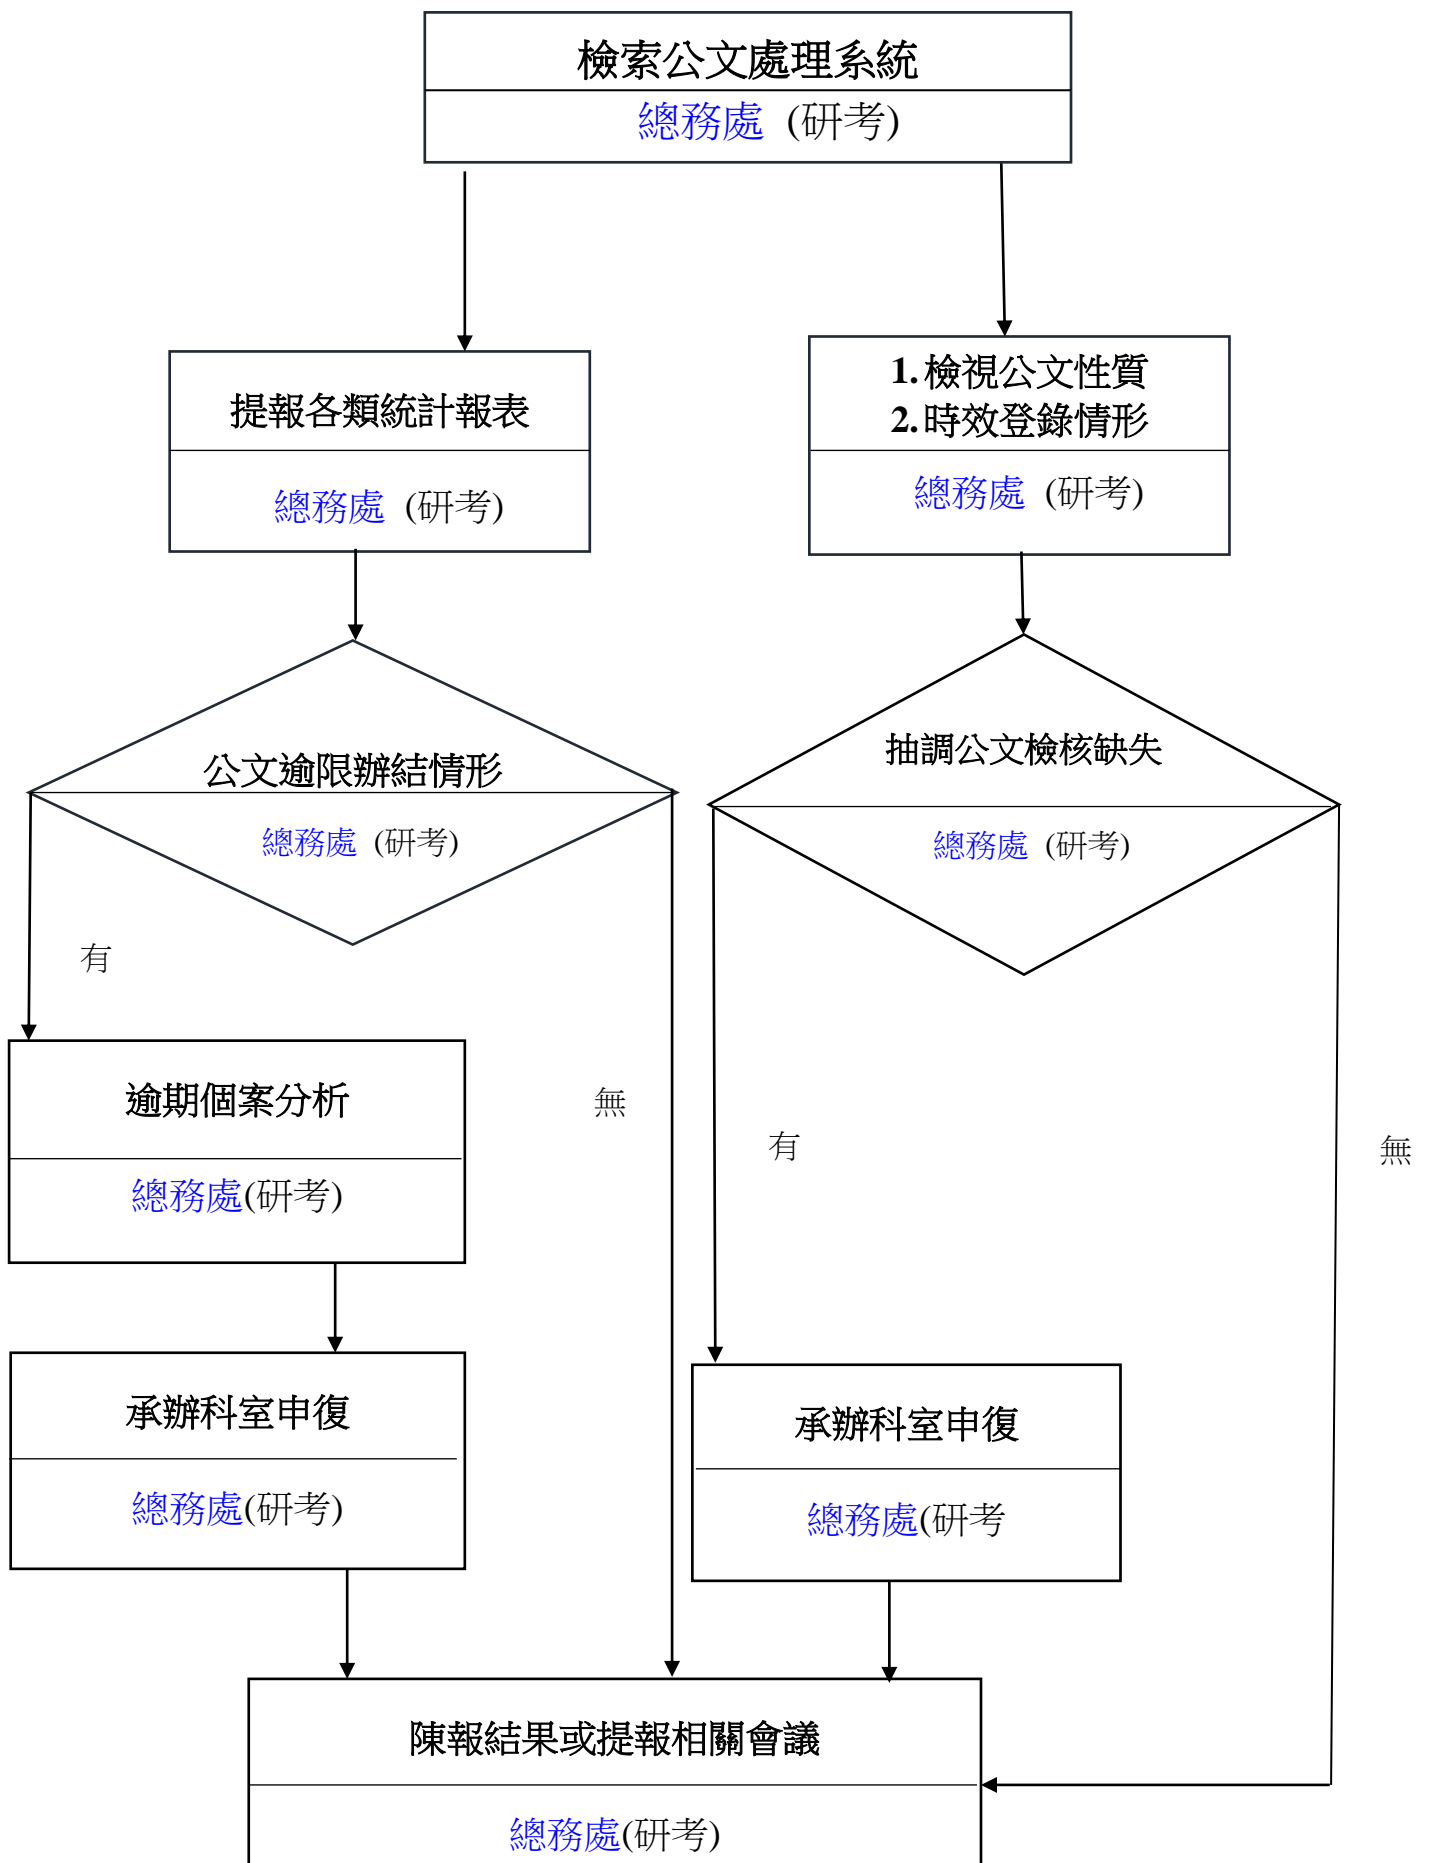 檢索公文處理系統
總務處 (研考)
提報各類統計報表
總務處 (研考)
1.檢視公文性質
2.時效登錄情形
總務處 (研考)
公文逾限辦結情形
總務處 (研考)
抽調公文檢核缺失
總務處 (研考)
有
無
有
無
逾期個案分析
總務處(研考)
承辦科室申復
總務處(研考)
承辦科室申復
總務處(研考
陳報結果或提報相關會議
總務處(研考)